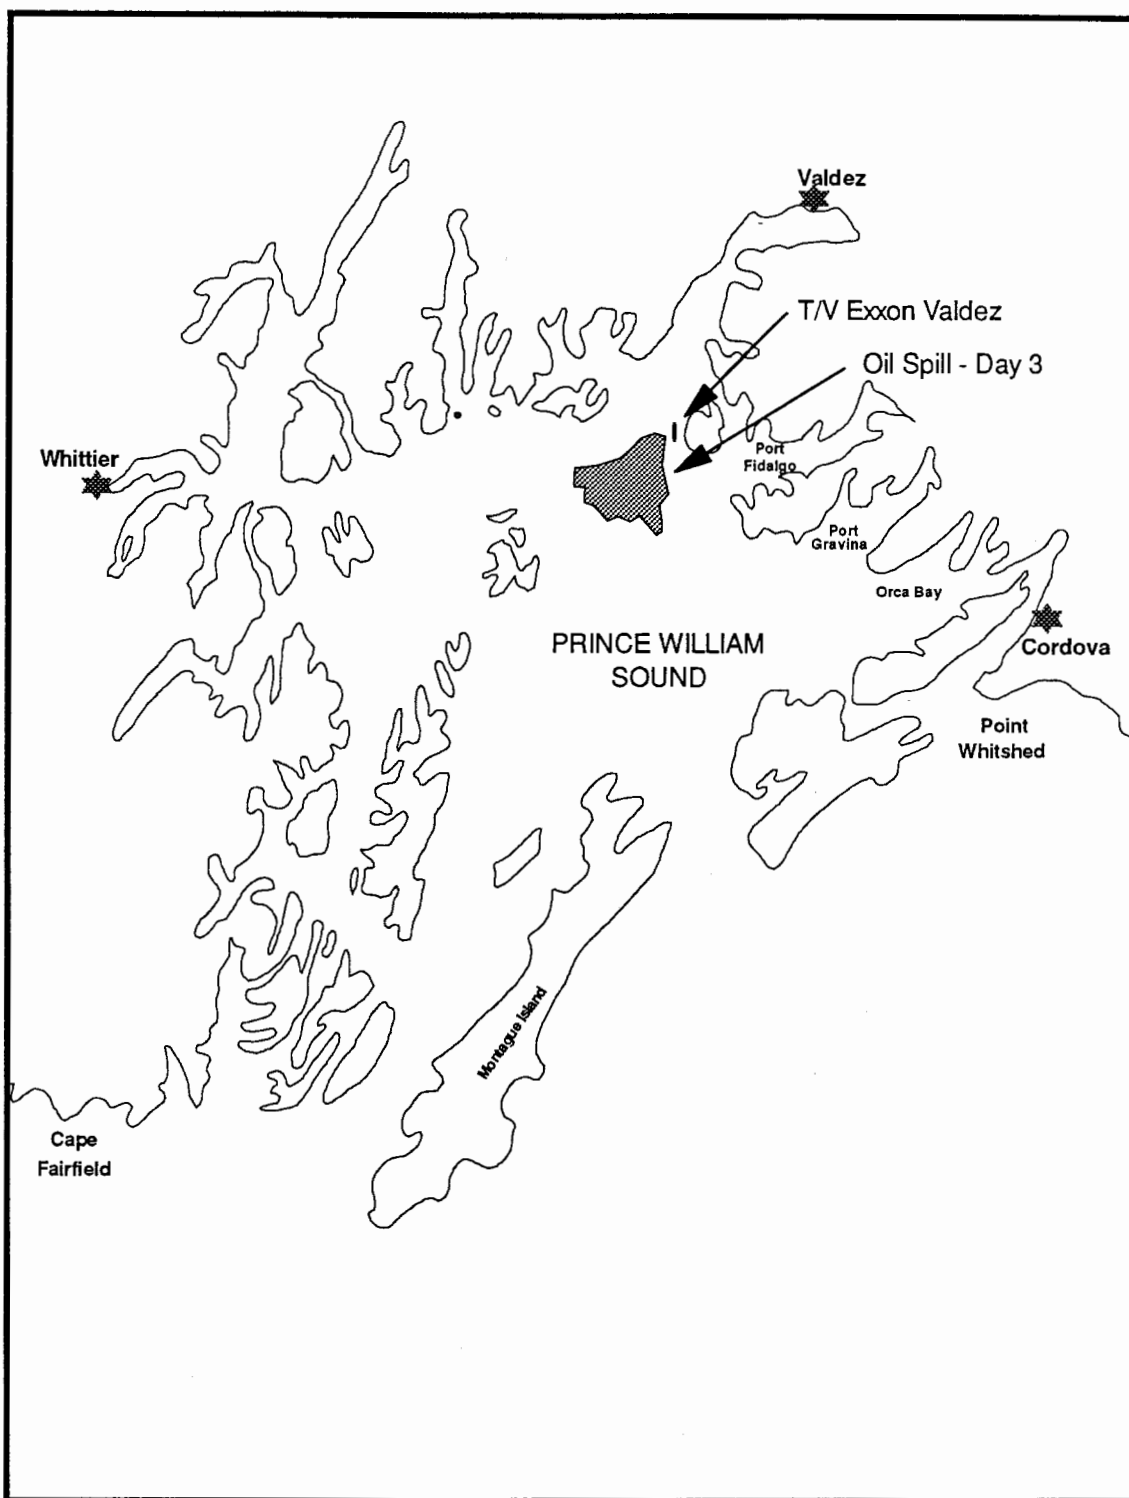 Valdez
T/V Exxon Valdez
Oil Spill - Day 3
Whittier
Port
Fidalgo
Port
Gravina
Orca Bay
PRINCE WILLIAM
SOUND
Cordova
Point
Whitshed
Montague Island
Cape
Fairfield